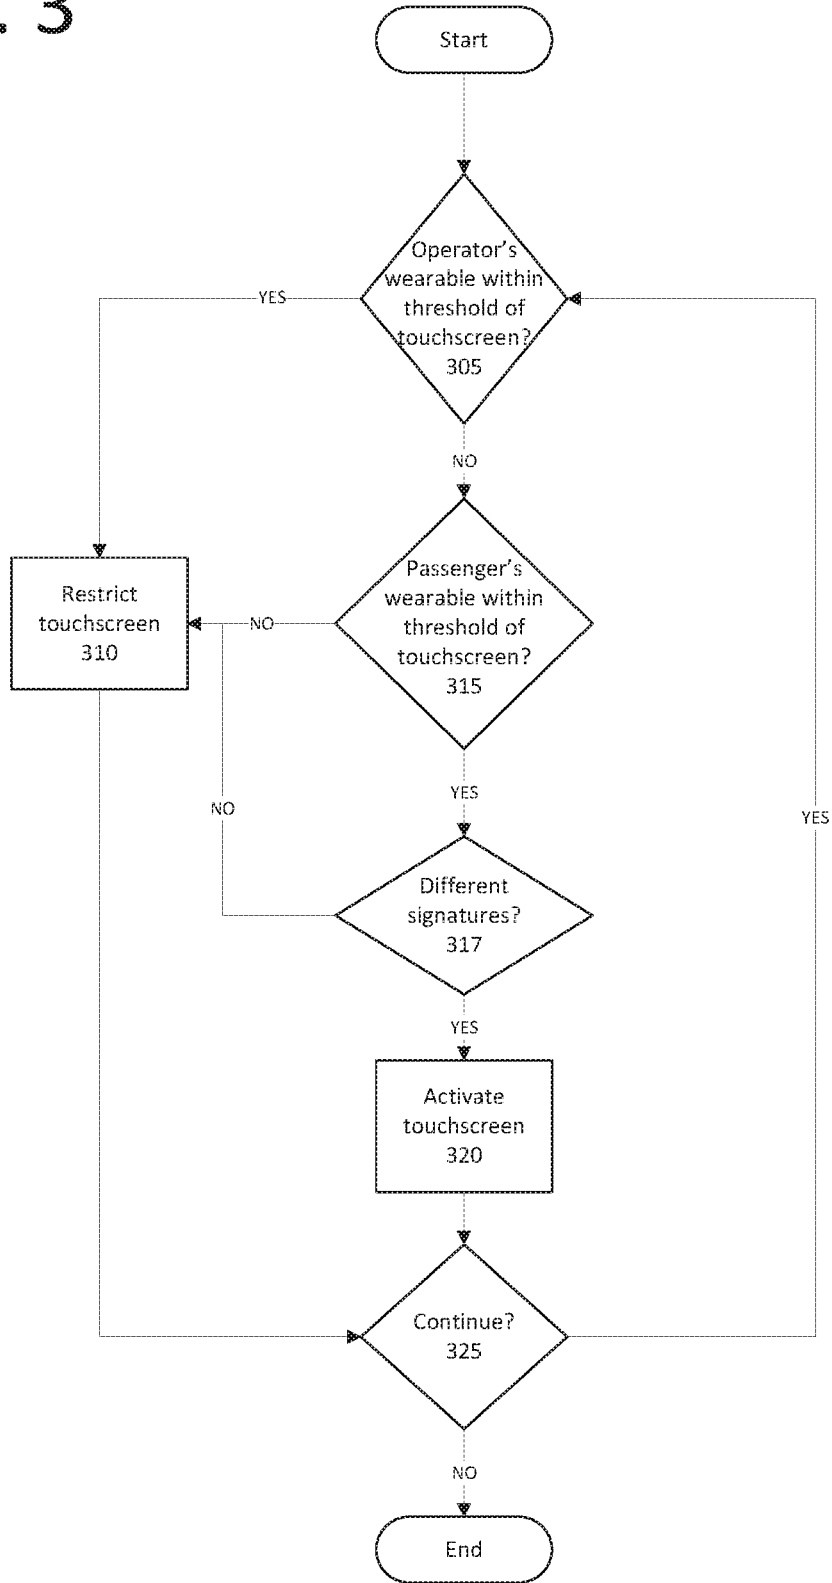 . 3
Start
Operator's
wearable within
threshold of
touchscreen?
305
YES
NO
Passenger's
wearable within
threshold of
touchscreen?
315
Restrict
touchscreen
310
NO
YES
NO
YES
Different
signatures?
317
YES
Activate
touchscreen
320
Continue?
325
NO
End